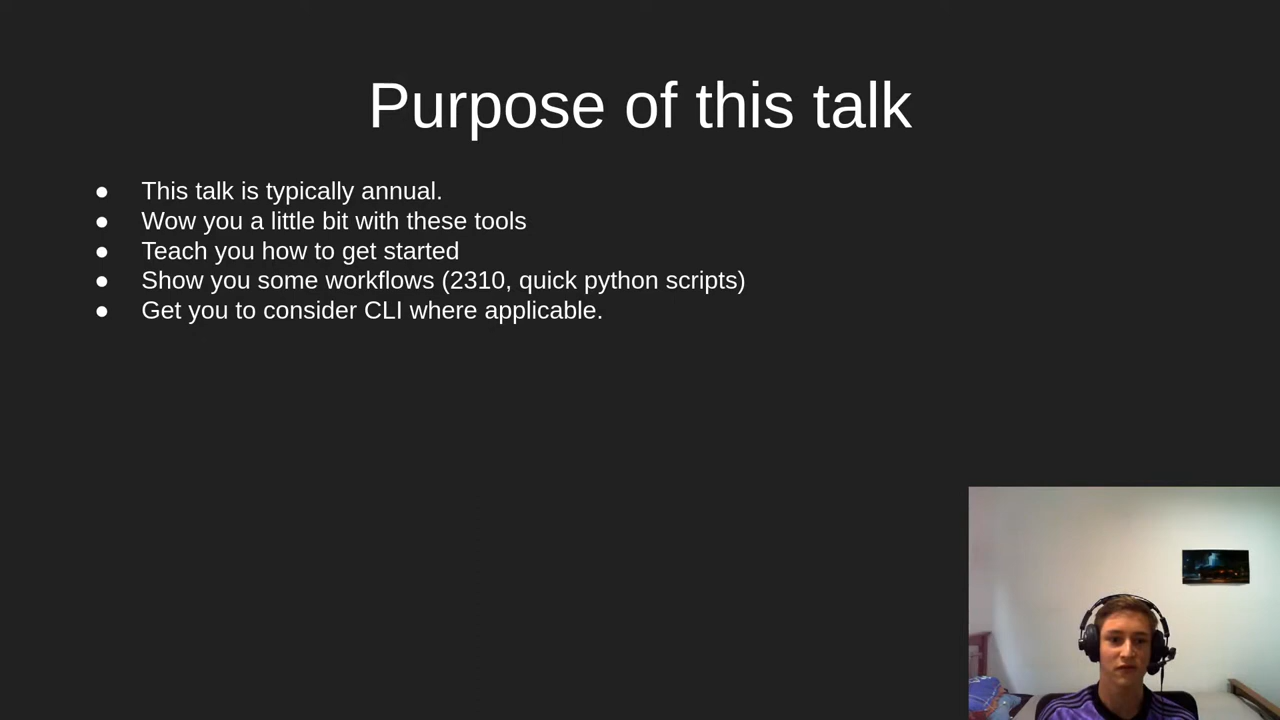 Purpose of this talk
● This talk is typically annual.
● Wow you a little bit with these tools
● Teach you how to get started
● Show you some workflows (2310, quick python scripts)
● Get you to consider CLI where applicable.